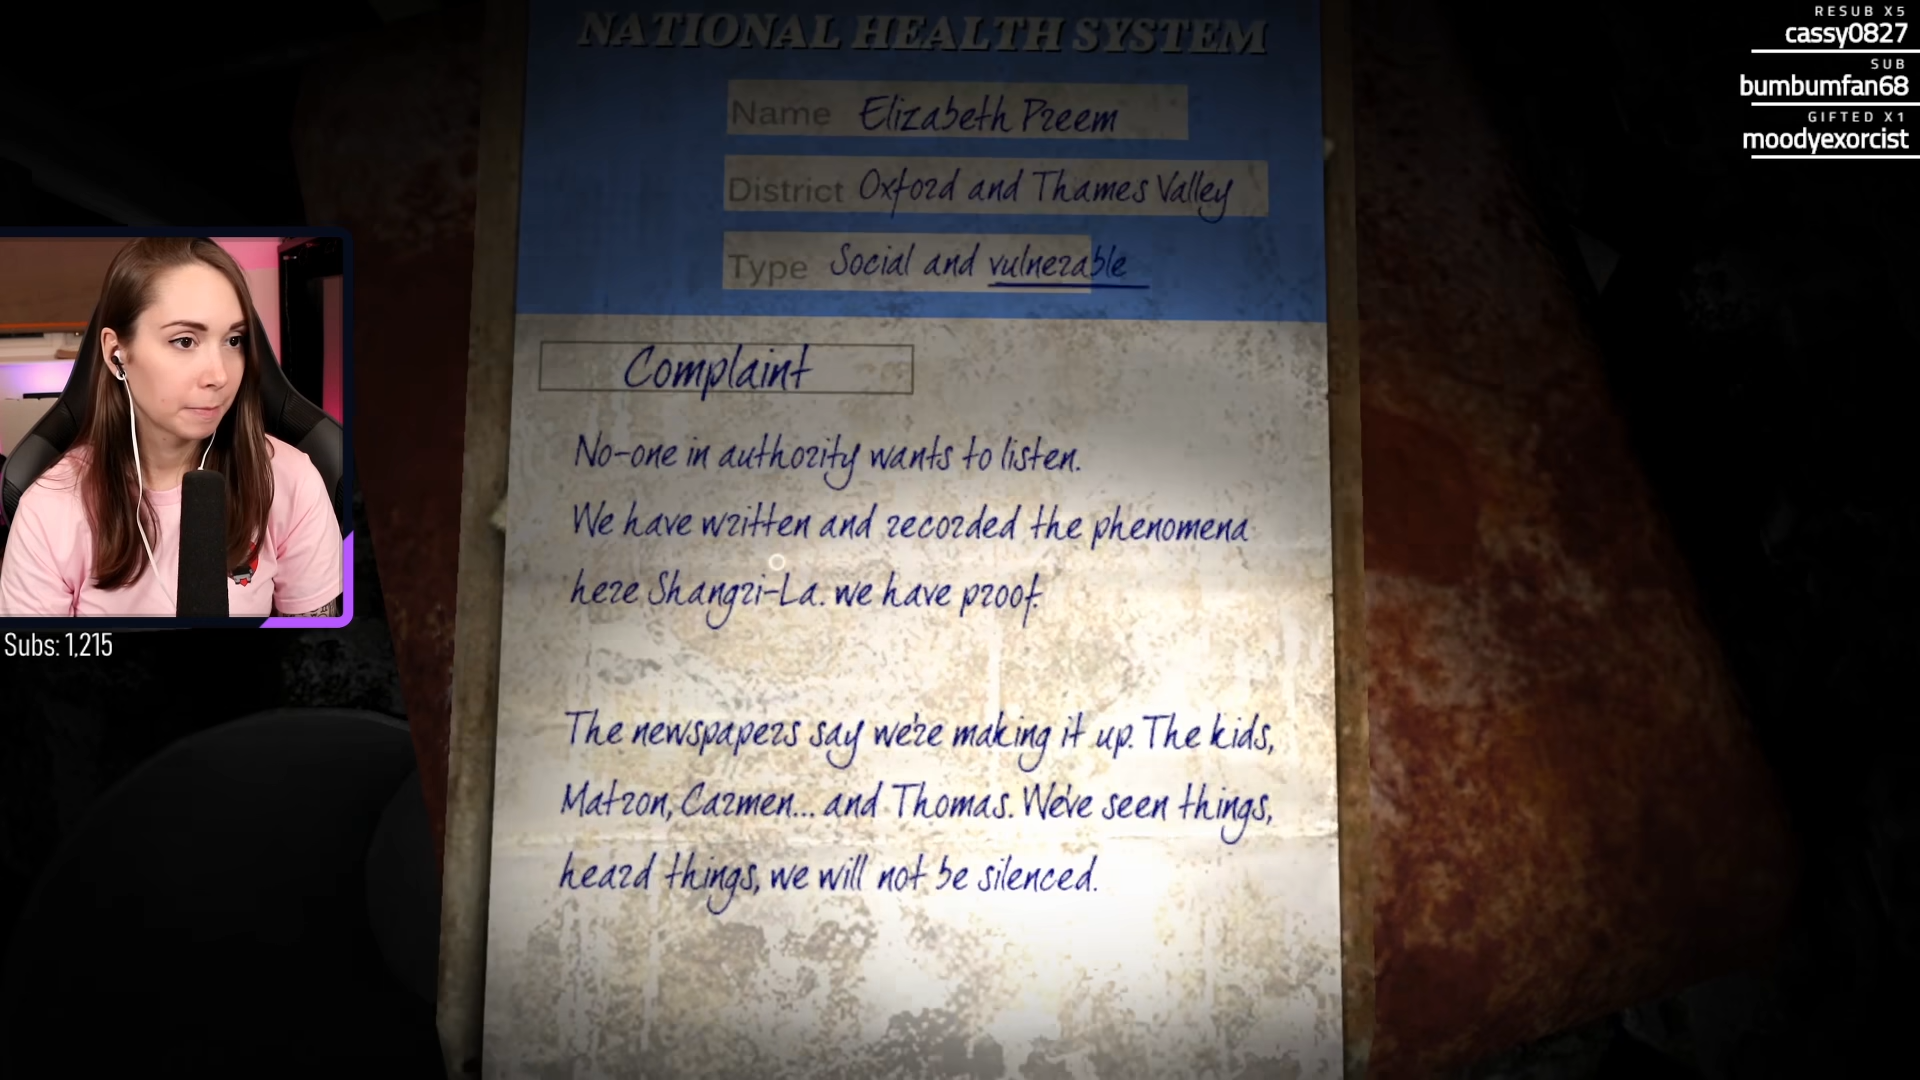 NATIONAL HEALTH SYSTEM
Name Elizabeth Preem
District Oxford and Thames Valley
Type Social and vulnerable
Complaint
No-one in authority wants to listen.
We have written and recorded the phenomena
here Shangri-La. we have proof.
The newspapers say we're making it up. The kids,
Matron, Carmen... and Thomas. We've seen things,
heard things, we will not be silenced.
RESUB X5
cassy0827
SUB
bumbumfan68
GIFTED X1
moodyexorcist
Subs: 1,215